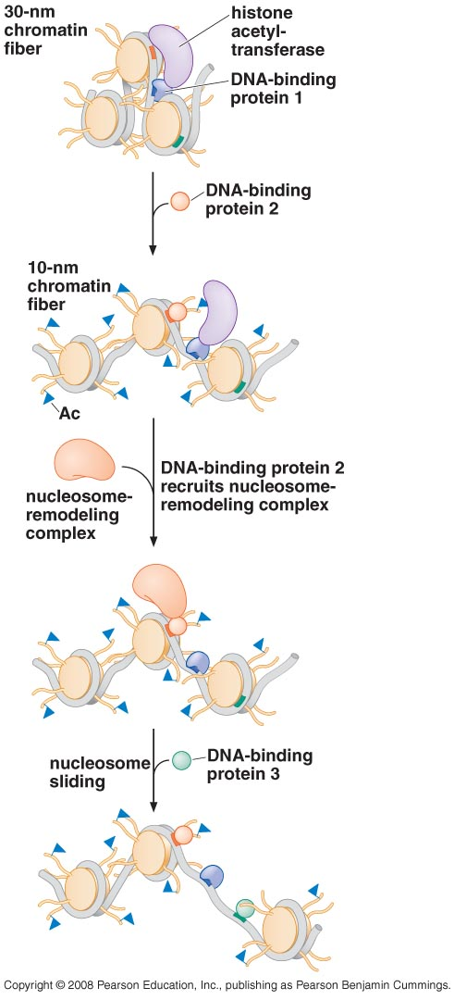 30-nm
chromatin
fiber
histone
acetyl-
transferase
DNA-binding
protein 1
DNA-binding
protein 2
10-nm
chromatin
fiber
Ac
nucleosome-
remodeling
complex
DNA-binding protein 2
recruits nucleosome-
remodeling complex
nucleosome
sliding
DNA-binding
protein 3
Copyright © 2008 Pearson Education, Inc., publishing as Pearson Benjamin Cummings.